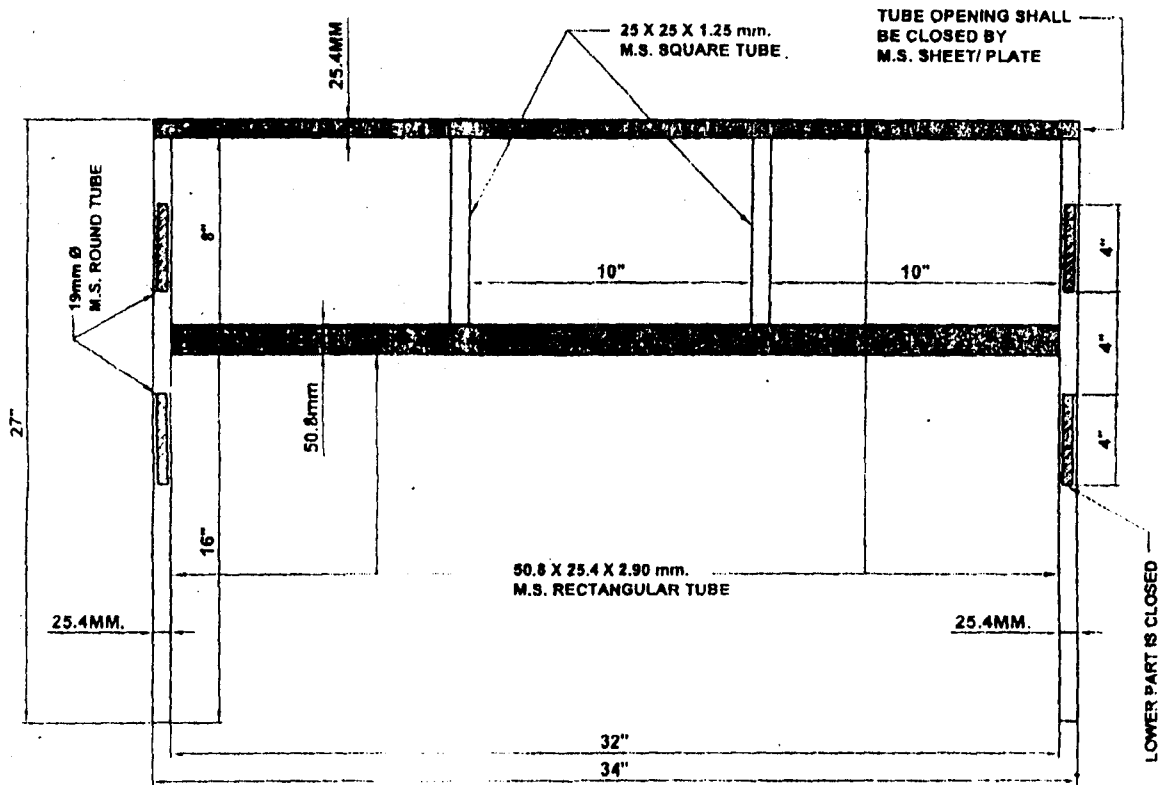 25 X 25 X 1.25 mm.
M.S. SQUARE TUBE
TUBE OPENING SHALL
BE CLOSED BY
M.S. SHEET/ PLATE
25.4MM
19mm Ø
M.S. ROUND TUBE
8"
10"
10"
4"
4"
4"
27"
50.8mm
16"
50.8 X 25.4 X 2.90 mm.
M.S. RECTANGULAR TUBE
25.4MM.
25.4MM.
LOWER PART IS CLOSED
32"
34"